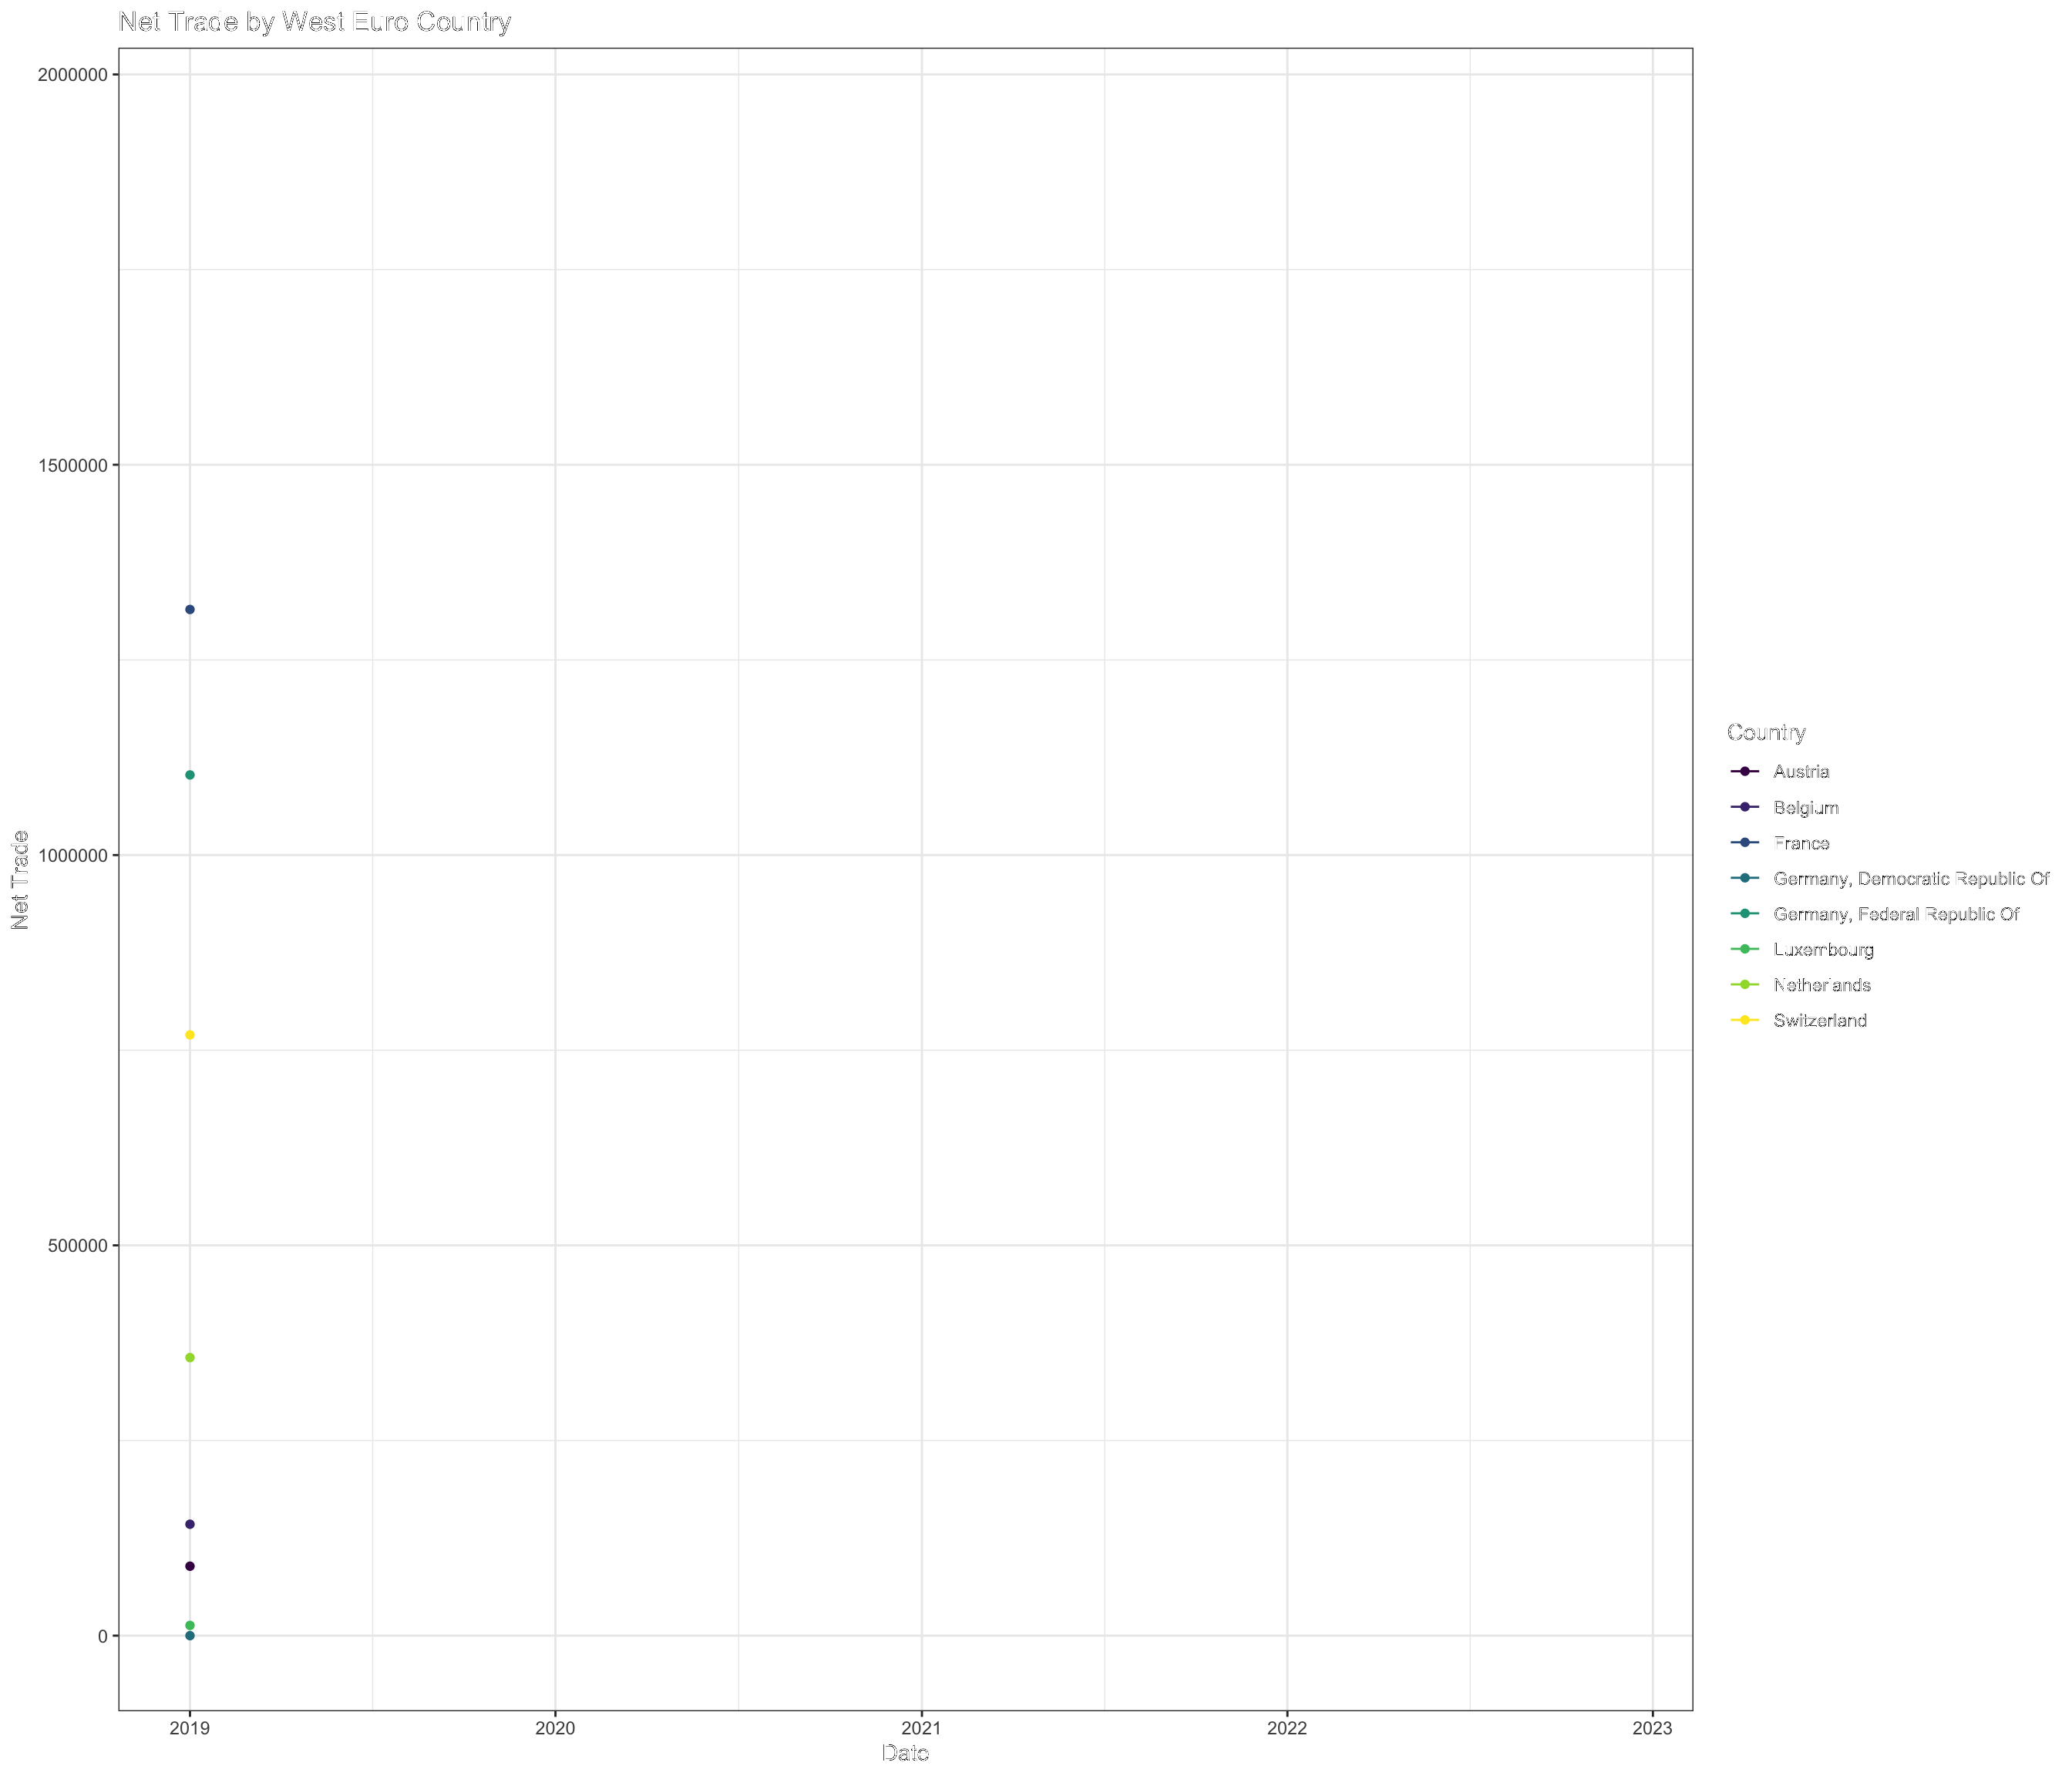 Net Trade by West Euro Country
2000000
1500000
1000000
500000
0
Net Trade
2019
2020
2021
2022
2023
Date
Country
Austria
Belgium
France
Germany, Democratic Republic Of
Germany, Federal Republic Of
Luxembourg
Netherlands
Switzerland